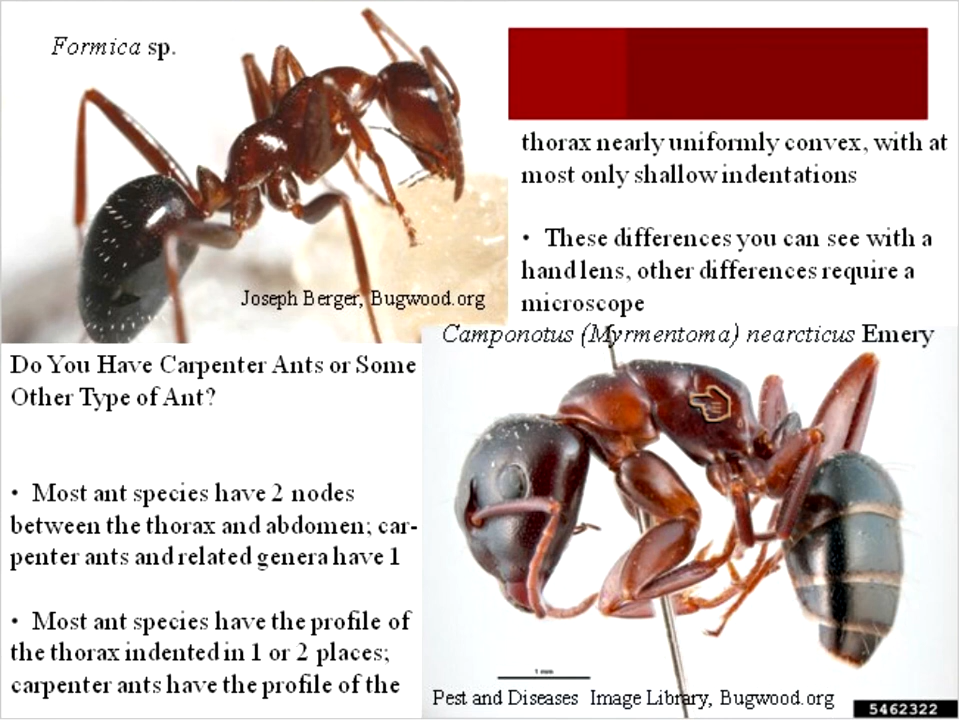 Formica sp.
Joseph Berger, Bugwood.org
Do You Have Carpenter Ants or Some
Other Type of Ant?
• Most ant species have 2 nodes
between the thorax and abdomen; car-
penter ants and related genera have 1
• Most ant species have the profile of
the thorax indented in 1 or 2 places;
carpenter ants have the profile of the
thorax nearly uniformly convex, with at
most only shallow indentations
• These differences you can see with a
hand lens, other differences require a
microscope
Camponotus (Myrmentoma) nearcticus Emery
1 mm
Pest and Diseases Image Library, Bugwood.org
5462322